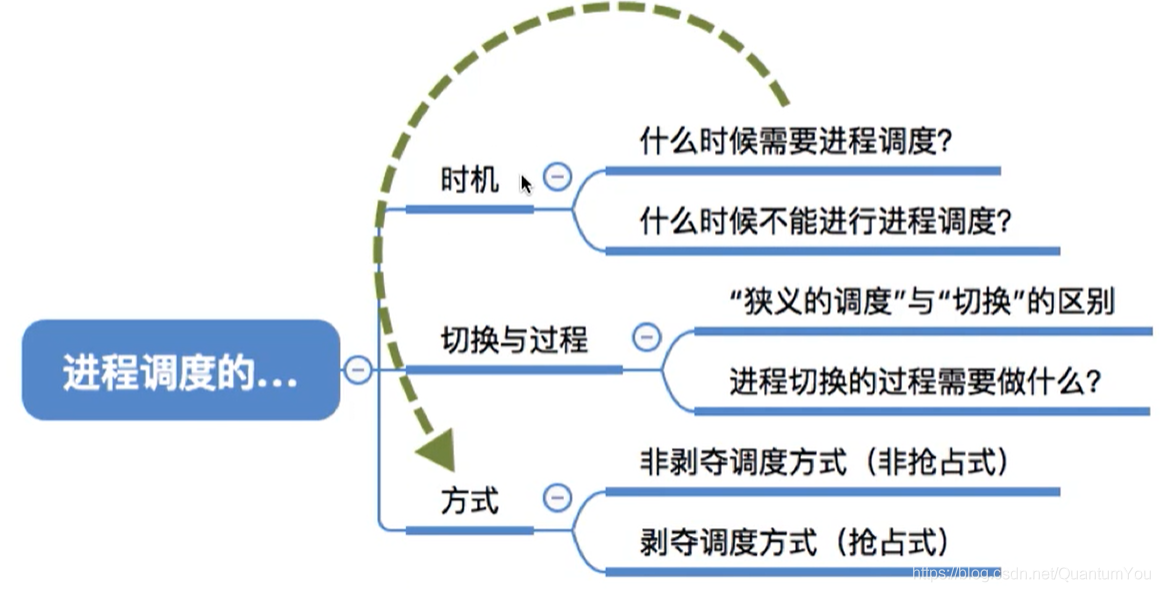 什么时候需要进程调度?
时机
什么时候不能进行进程调度?
“狭义的调度”与“切换”的区别
切换与过程
进程调度的...
进程切换的过程需要做什么?
非剥夺调度方式（非抢占式）
方式
剥夺调度方式（抢占式）
https://blog.csdn.net/QuantumYou